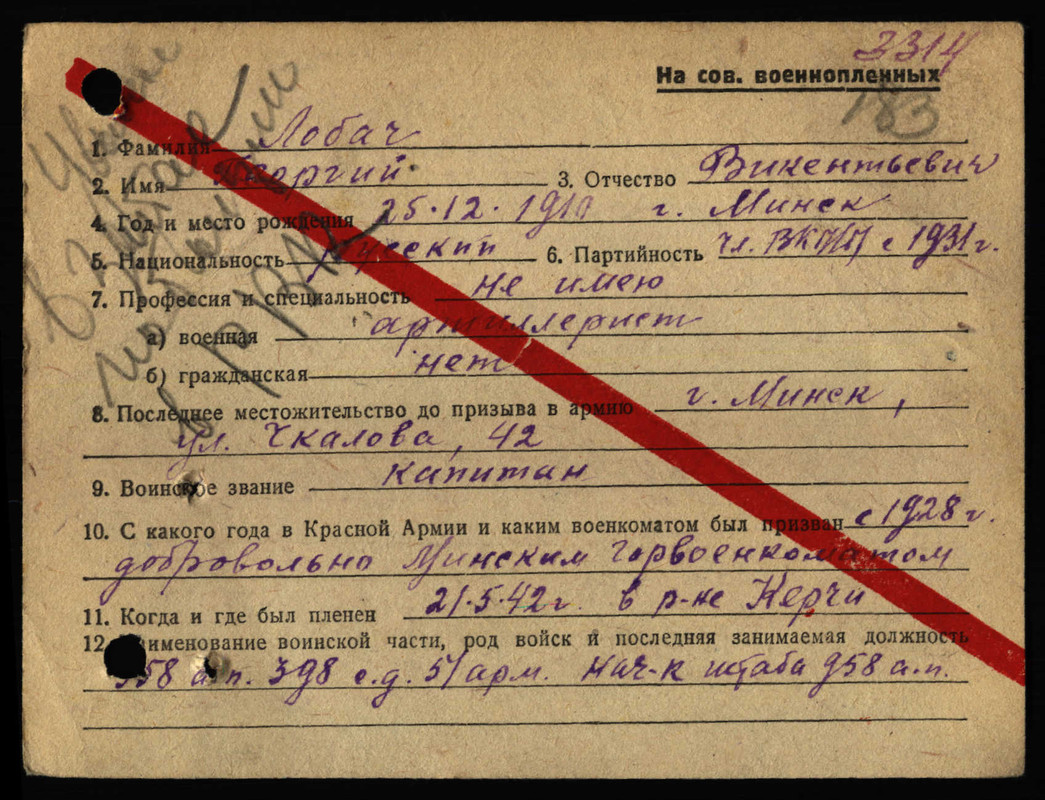 3314
На сов. военнопленных
183
1. Фамилия Лобач
2. Имя Георгий 3. Отчество Викентьевич
4. Год и место рождения 25.12.1910 г. Минск
5. Национальность русский 6. Партийность чл. ВКП/б/ с 1931 г.
7. Профессия и специальность не имею
а) военная артиллерист
б) гражданская нет
8. Последнее местожительство до призыва в армию г. Минск,
ул. Чкалова, 42
9. Воинское звание капитан
10. С какого года в Красной Армии и каким военкоматом был призван с 1928 г.
добровольно Минским горвоенкоматом
11. Когда и где был пленен 21.5.42 г. в р-не Керчи
12. именование воинской части, род войск и последняя занимаемая должность
958 а.п. 398 с.д. 51 арм. Нач-к штаба 958 а.п.